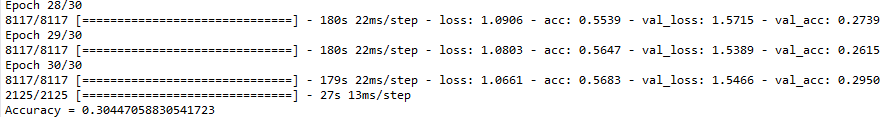 Epoch 28/30
8117/8117 [==============================] - 180s 22ms/step - loss: 1.0906 - acc: 0.5539 - val_loss: 1.5715 - val_acc: 0.2739
Epoch 29/30
8117/8117 [==============================] - 180s 22ms/step - loss: 1.0803 - acc: 0.5647 - val_loss: 1.5389 - val_acc: 0.2615
Epoch 30/30
8117/8117 [==============================] - 179s 22ms/step - loss: 1.0661 - acc: 0.5683 - val_loss: 1.5466 - val_acc: 0.2950
2125/2125 [==============================] - 27s 13ms/step
Accuracy = 0.30447058830541723